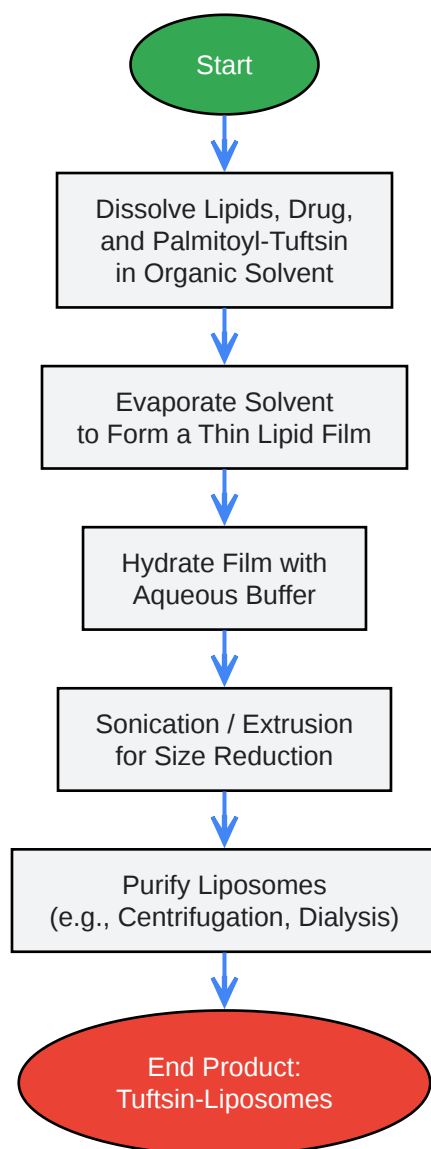 Start
Dissolve Lipids, Drug,
and Palmitoyl-Tuftsin
in Organic Solvent
Evaporate Solvent
to Form a Thin Lipid Film
Hydrate Film with
Aqueous Buffer
Sonication / Extrusion
for Size Reduction
Purify Liposomes
(e.g., Centrifugation, Dialysis)
End Product:
Tuftsin-Liposomes